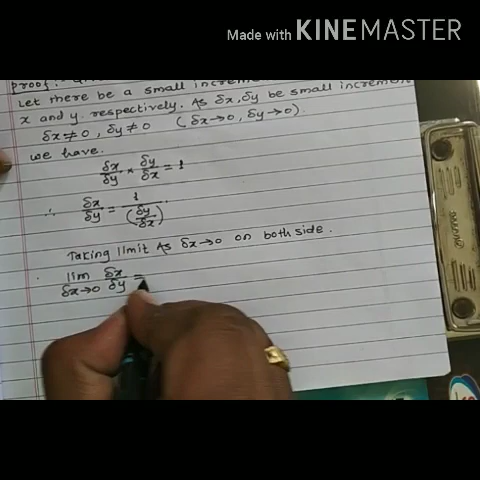 Made with KINEMASTER
proof:-
Let there be a small increme
x and y respectively. As δx, δy be small increment
δx ≠ 0, δy ≠ 0 (δx→0, δy→0).
we have.
δx/δy × δy/δx = 1
∴ δx/δy = 1/(δy/δx).
Taking limit As δx→0 on both side.
lim δx→0 δx/δy =